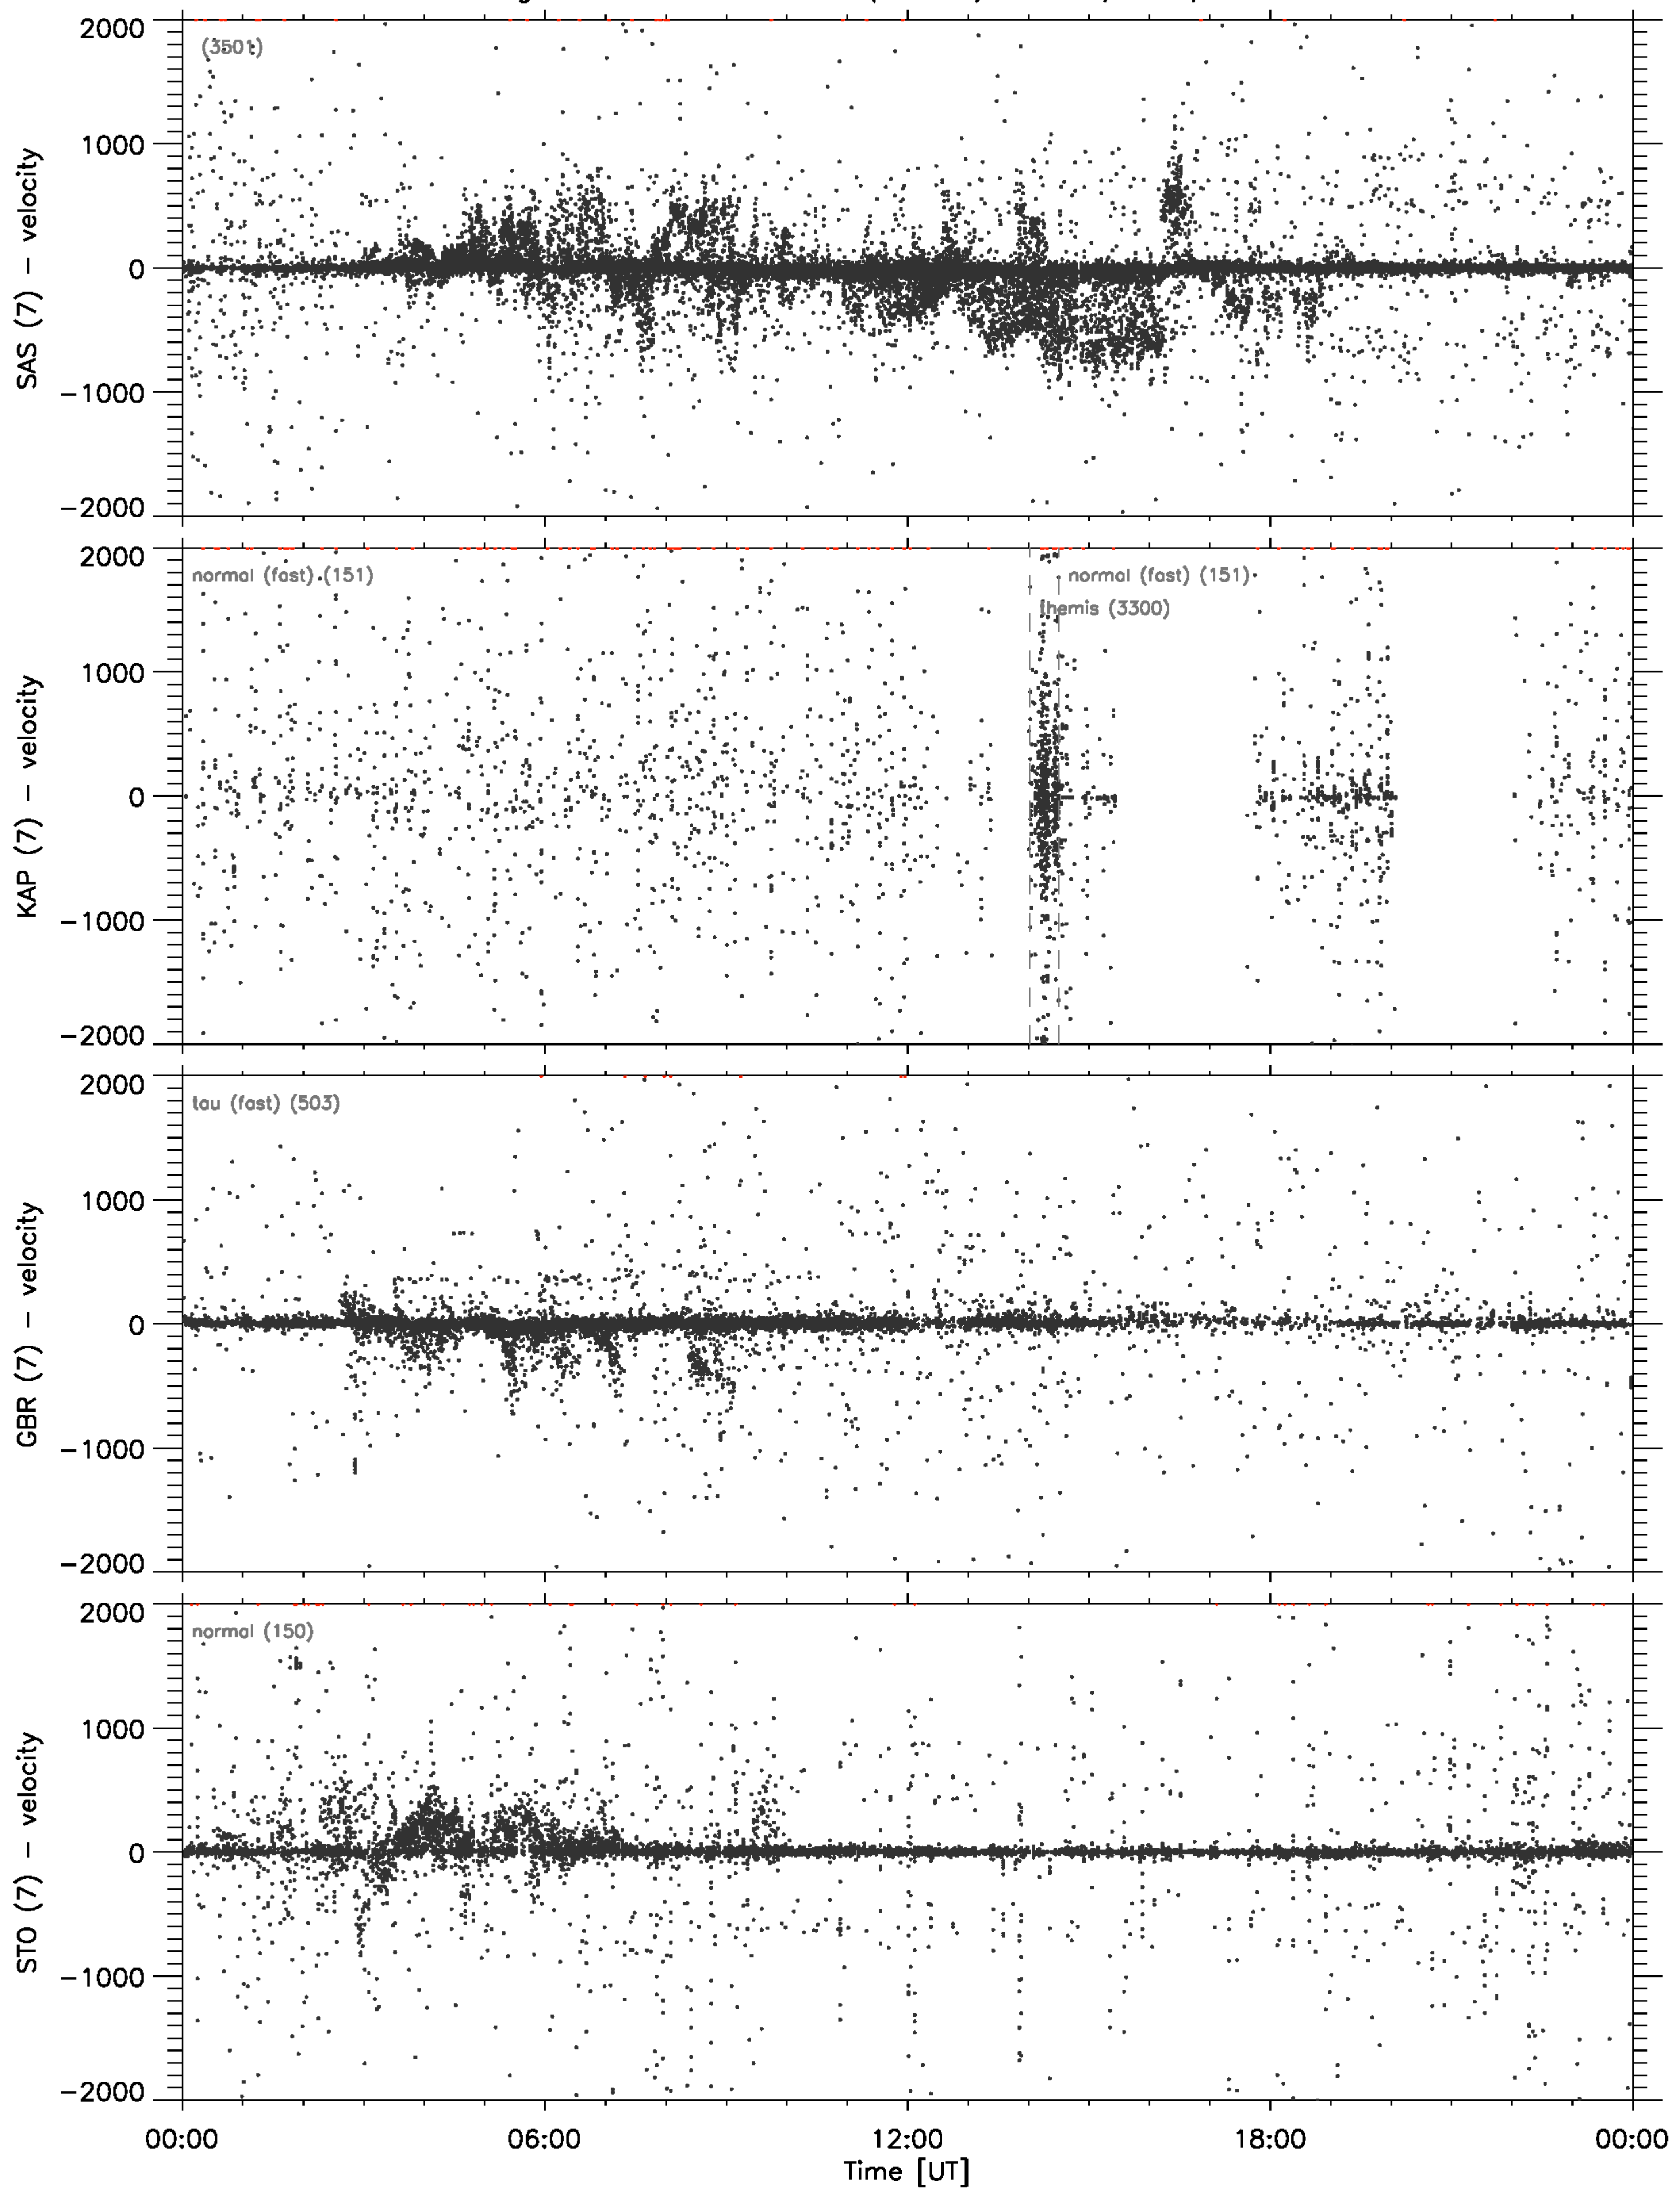 2000
(3501)
1000
0
−1000
−2000
SAS (7) − velocity
2000
normal (fast) (151)
normal (fast) (151)
themis (3300)
1000
0
−1000
−2000
KAP (7) − velocity
2000
tau (fast) (503)
1000
0
−1000
−2000
GBR (7) − velocity
2000
normal (150)
1000
0
−1000
−2000
STO (7) − velocity
00:00 06:00 12:00 18:00 00:00
Time [UT]